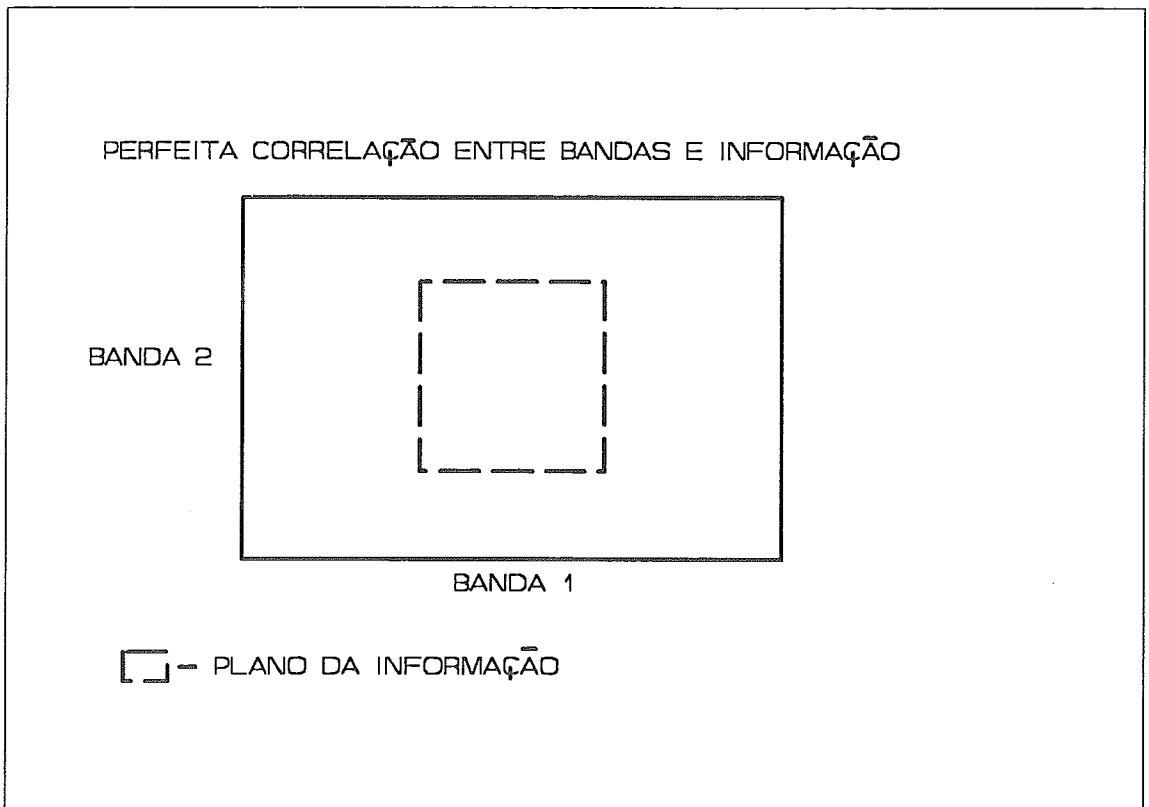 PERFEITA CORRELAÇÃO ENTRE BANDAS E INFORMAÇÃO
BANDA 2
BANDA 1
– PLANO DA INFORMAÇÃO